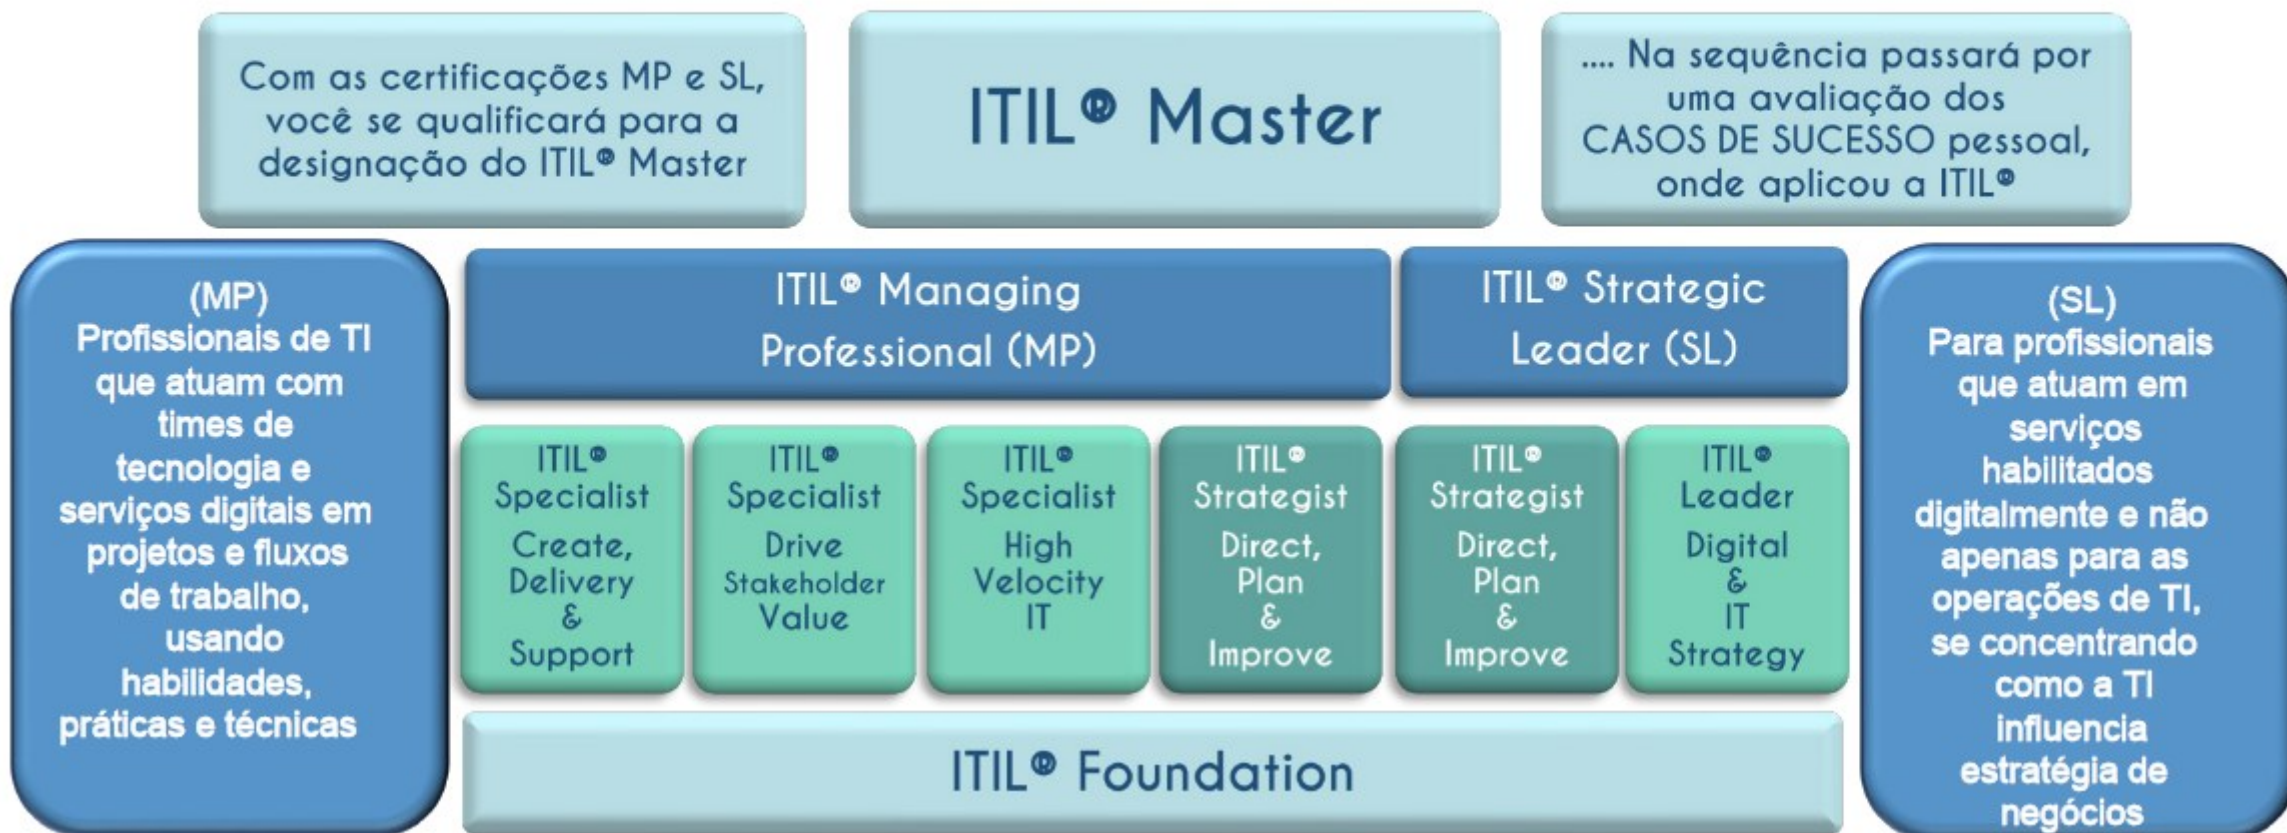 Com as certificações MP e SL,
você se qualificará para a
designação do ITIL® Master
ITIL® Master
.... Na sequência passará por
uma avaliação dos
CASOS DE SUCESSO pessoal,
onde aplicou a ITIL®
(MP)
Profissionais de TI
que atuam com
times de
tecnologia e
serviços digitais em
projetos e fluxos
de trabalho,
usando
habilidades,
práticas e técnicas
ITIL® Managing
Professional (MP)
ITIL® Strategic
Leader (SL)
ITIL®
Specialist
Create,
Delivery
&
Support
ITIL®
Specialist
Drive
Stakeholder
Value
ITIL®
Specialist
High
Velocity
IT
ITIL®
Strategist
Direct,
Plan
&
Improve
ITIL®
Strategist
Direct,
Plan
&
Improve
ITIL®
Leader
Digital
&
IT
Strategy
(SL)
Para profissionais
que atuam em
serviços
habilitados
digitalmente e não
apenas para as
operações de TI,
se concentrando
como a TI
influencia
estratégia de
negócios
ITIL® Foundation